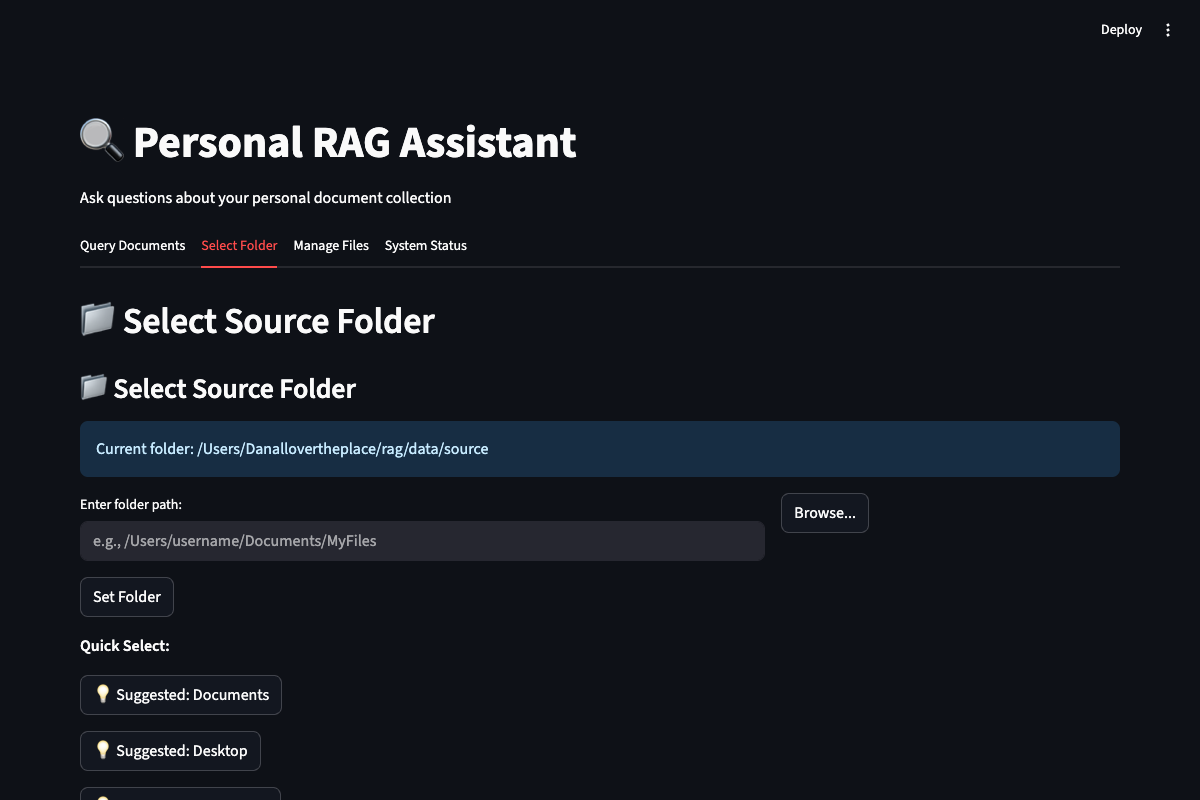 Deploy
Personal RAG Assistant
Ask questions about your personal document collection
Query Documents Select Folder Manage Files System Status
Select Source Folder
Select Source Folder
Current folder: /Users/Danallovertheplace/rag/data/source
Enter folder path:
Browse...
e.g., /Users/username/Documents/MyFiles
Set Folder
Quick Select:
Suggested: Documents
Suggested: Desktop